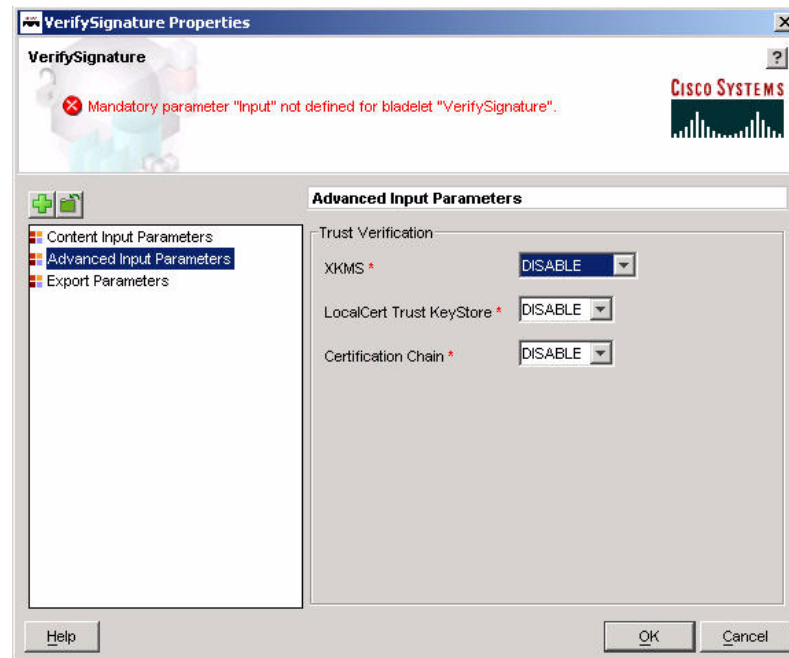 VerifySignature Properties
VerifySignature
?
Mandatory parameter "Input" not defined for bladelet "VerifySignature".
CISCO SYSTEMS
Advanced Input Parameters
Content Input Parameters
Advanced Input Parameters
Export Parameters
Trust Verification
XKMS * DISABLE
LocalCert Trust KeyStore * DISABLE
Certification Chain * DISABLE
Help
OK
Cancel